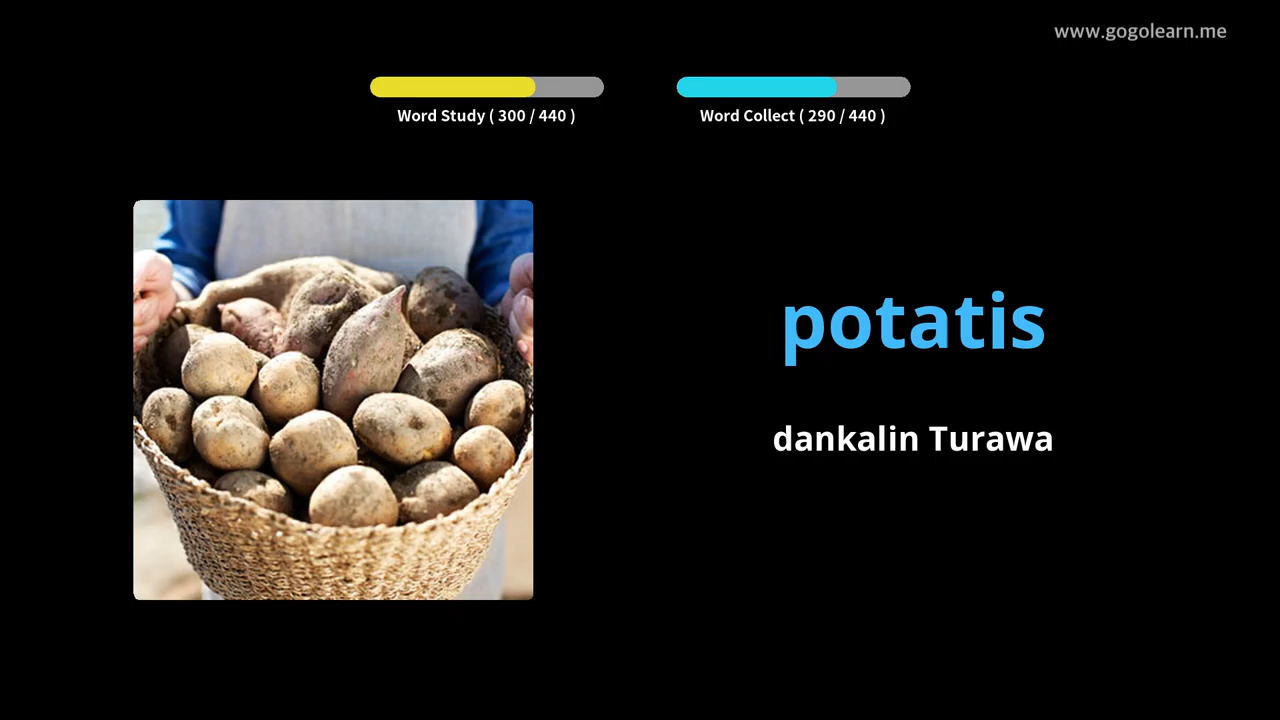 www.gogolearn.me
Word Study ( 300 / 440 )
Word Collect ( 290 / 440 )
potatis
dankalin Turawa